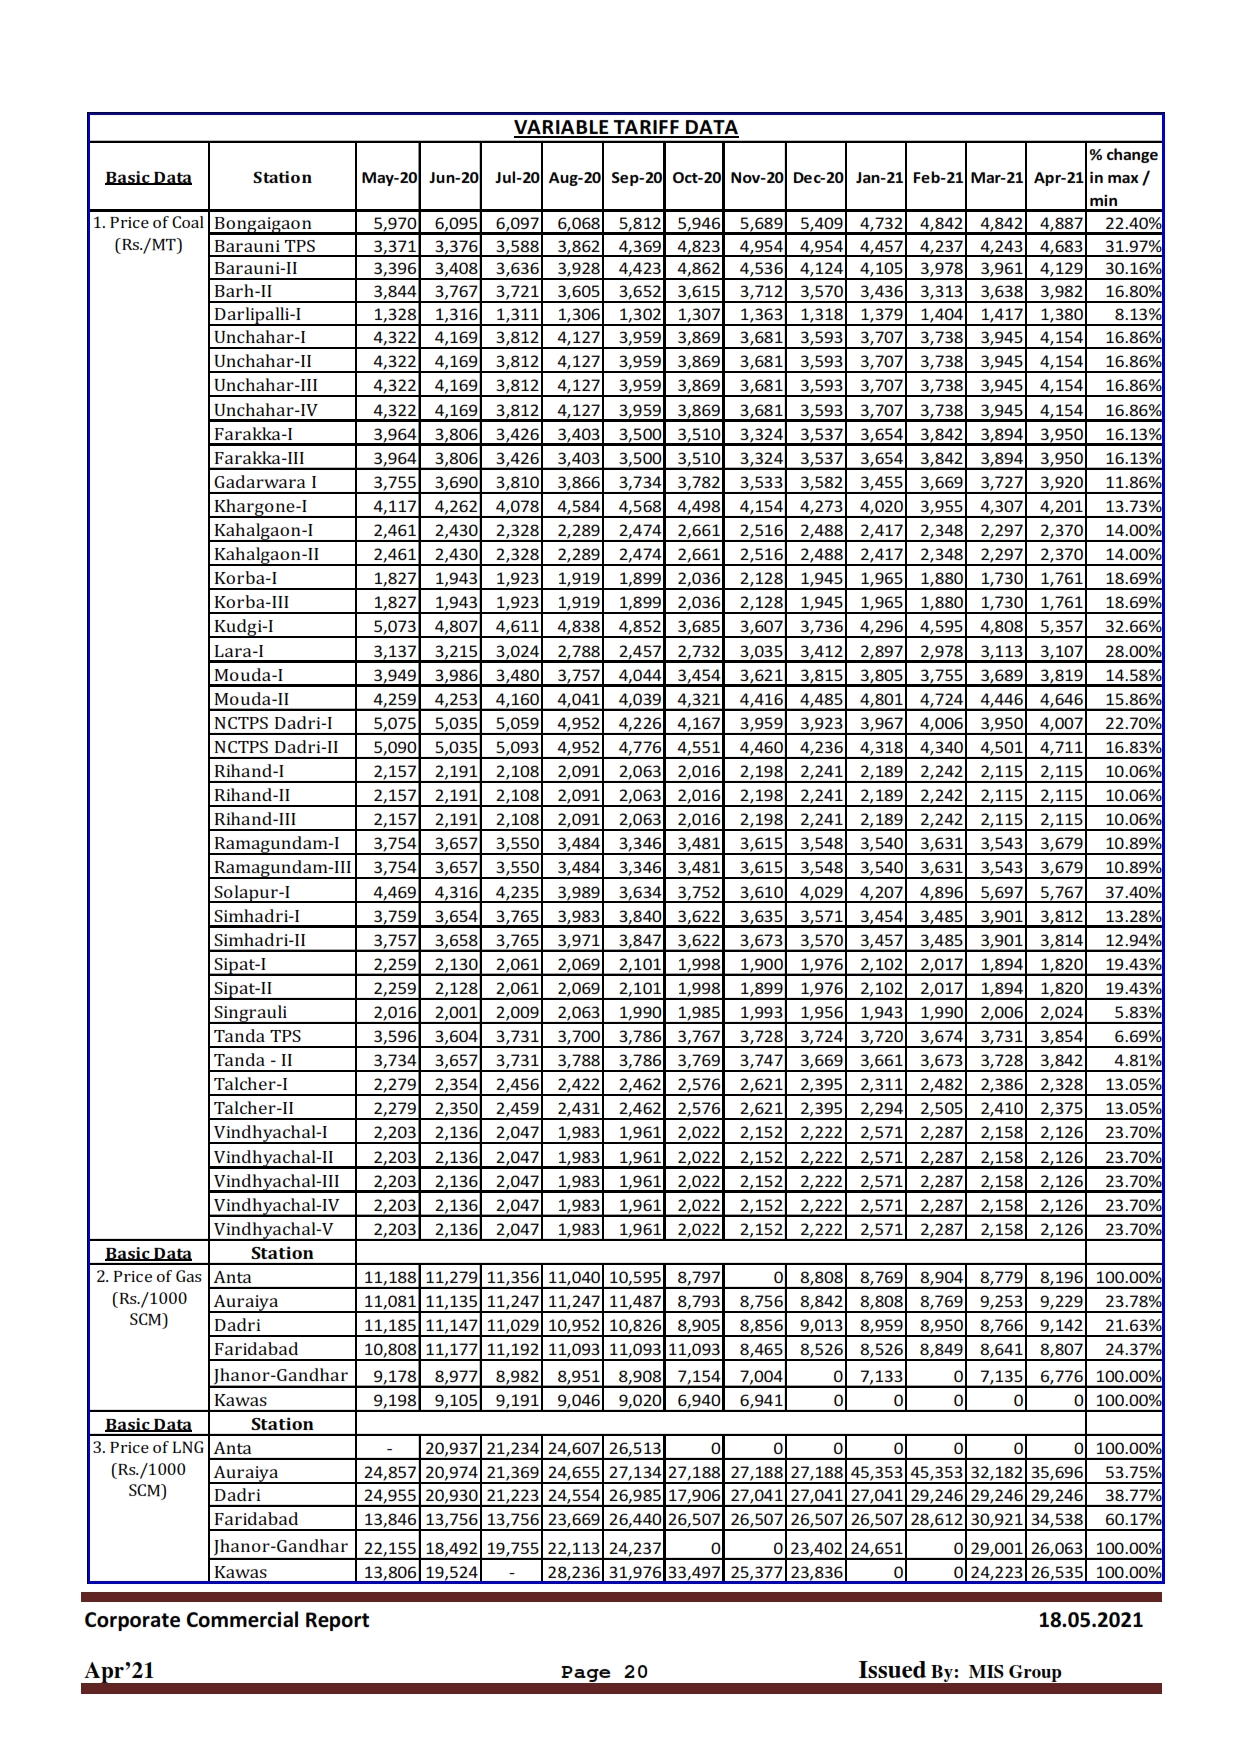 VARIABLE TARIFF DATA
Basic Data Station May-20 Jun-20 Jul-20 Aug-20 Sep-20 Oct-20 Nov-20 Dec-20 Jan-21 Feb-21 Mar-21 Apr-21 % change in max / min
1. Price of Coal (Rs./MT) Bongaigaon 5,970 6,095 6,097 6,068 5,812 5,946 5,689 5,409 4,732 4,842 4,842 4,887 22.40%
Barauni TPS 3,371 3,376 3,588 3,862 4,369 4,823 4,954 4,954 4,457 4,237 4,243 4,683 31.97%
Barauni-II 3,396 3,408 3,636 3,928 4,423 4,862 4,536 4,124 4,105 3,978 3,961 4,129 30.16%
Barh-II 3,844 3,767 3,721 3,605 3,652 3,615 3,712 3,570 3,436 3,313 3,638 3,982 16.80%
Darlipalli-I 1,328 1,316 1,311 1,306 1,302 1,307 1,363 1,318 1,379 1,404 1,417 1,380 8.13%
Unchahar-I 4,322 4,169 3,812 4,127 3,959 3,869 3,681 3,593 3,707 3,738 3,945 4,154 16.86%
Unchahar-II 4,322 4,169 3,812 4,127 3,959 3,869 3,681 3,593 3,707 3,738 3,945 4,154 16.86%
Unchahar-III 4,322 4,169 3,812 4,127 3,959 3,869 3,681 3,593 3,707 3,738 3,945 4,154 16.86%
Unchahar-IV 4,322 4,169 3,812 4,127 3,959 3,869 3,681 3,593 3,707 3,738 3,945 4,154 16.86%
Farakka-I 3,964 3,806 3,426 3,403 3,500 3,510 3,324 3,537 3,654 3,842 3,894 3,950 16.13%
Farakka-III 3,964 3,806 3,426 3,403 3,500 3,510 3,324 3,537 3,654 3,842 3,894 3,950 16.13%
Gadarwara I 3,755 3,690 3,810 3,866 3,734 3,782 3,533 3,582 3,455 3,669 3,727 3,920 11.86%
Khargone-I 4,117 4,262 4,078 4,584 4,568 4,498 4,154 4,273 4,020 3,955 4,307 4,201 13.73%
Kahalgaon-I 2,461 2,430 2,328 2,289 2,474 2,661 2,516 2,488 2,417 2,348 2,297 2,370 14.00%
Kahalgaon-II 2,461 2,430 2,328 2,289 2,474 2,661 2,516 2,488 2,417 2,348 2,297 2,370 14.00%
Korba-I 1,827 1,943 1,923 1,919 1,899 2,036 2,128 1,945 1,965 1,880 1,730 1,761 18.69%
Korba-III 1,827 1,943 1,923 1,919 1,899 2,036 2,128 1,945 1,965 1,880 1,730 1,761 18.69%
Kudgi-I 5,073 4,807 4,611 4,838 4,852 3,685 3,607 3,736 4,296 4,595 4,808 5,357 32.66%
Lara-I 3,137 3,215 3,024 2,788 2,457 2,732 3,035 3,412 2,897 2,978 3,113 3,107 28.00%
Mouda-I 3,949 3,986 3,480 3,757 4,044 3,454 3,621 3,815 3,805 3,755 3,689 3,819 14.58%
Mouda-II 4,259 4,253 4,160 4,041 4,039 4,321 4,416 4,485 4,801 4,724 4,446 4,646 15.86%
NCTPS Dadri-I 5,075 5,035 5,059 4,952 4,226 4,167 3,959 3,923 3,967 4,006 3,950 4,007 22.70%
NCTPS Dadri-II 5,090 5,035 5,093 4,952 4,776 4,551 4,460 4,236 4,318 4,340 4,501 4,711 16.83%
Rihand-I 2,157 2,191 2,108 2,091 2,063 2,016 2,198 2,241 2,189 2,242 2,115 2,115 10.06%
Rihand-II 2,157 2,191 2,108 2,091 2,063 2,016 2,198 2,241 2,189 2,242 2,115 2,115 10.06%
Rihand-III 2,157 2,191 2,108 2,091 2,063 2,016 2,198 2,241 2,189 2,242 2,115 2,115 10.06%
Ramagundam-I 3,754 3,657 3,550 3,484 3,346 3,481 3,615 3,548 3,540 3,631 3,543 3,679 10.89%
Ramagundam-III 3,754 3,657 3,550 3,484 3,346 3,481 3,615 3,548 3,540 3,631 3,543 3,679 10.89%
Solapur-I 4,469 4,316 4,235 3,989 3,634 3,752 3,610 4,029 4,207 4,896 5,697 5,767 37.40%
Simhadri-I 3,759 3,654 3,765 3,983 3,840 3,622 3,635 3,571 3,454 3,485 3,901 3,812 13.28%
Simhadri-II 3,757 3,658 3,765 3,971 3,847 3,622 3,673 3,570 3,457 3,485 3,901 3,814 12.94%
Sipat-I 2,259 2,130 2,061 2,069 2,101 1,998 1,900 1,976 2,102 2,017 1,894 1,820 19.43%
Sipat-II 2,259 2,128 2,061 2,069 2,101 1,998 1,899 1,976 2,102 2,017 1,894 1,820 19.43%
Singrauli 2,016 2,001 2,009 2,063 1,990 1,985 1,993 1,956 1,943 1,990 2,006 2,024 5.83%
Tanda TPS 3,596 3,604 3,731 3,700 3,786 3,767 3,728 3,724 3,720 3,674 3,731 3,854 6.69%
Tanda - II 3,734 3,657 3,731 3,788 3,786 3,769 3,747 3,669 3,661 3,673 3,728 3,842 4.81%
Talcher-I 2,279 2,354 2,456 2,422 2,462 2,576 2,621 2,395 2,311 2,482 2,386 2,328 13.05%
Talcher-II 2,279 2,350 2,459 2,431 2,462 2,576 2,621 2,395 2,294 2,505 2,410 2,375 13.05%
Vindhyachal-I 2,203 2,136 2,047 1,983 1,961 2,022 2,152 2,222 2,571 2,287 2,158 2,126 23.70%
Vindhyachal-II 2,203 2,136 2,047 1,983 1,961 2,022 2,152 2,222 2,571 2,287 2,158 2,126 23.70%
Vindhyachal-III 2,203 2,136 2,047 1,983 1,961 2,022 2,152 2,222 2,571 2,287 2,158 2,126 23.70%
Vindhyachal-IV 2,203 2,136 2,047 1,983 1,961 2,022 2,152 2,222 2,571 2,287 2,158 2,126 23.70%
Vindhyachal-V 2,203 2,136 2,047 1,983 1,961 2,022 2,152 2,222 2,571 2,287 2,158 2,126 23.70%
Basic Data Station
2. Price of Gas (Rs./1000 SCM) Anta 11,188 11,279 11,356 11,040 10,595 8,797 0 8,808 8,769 8,904 8,779 8,196 100.00%
Auraiya 11,081 11,135 11,247 11,247 11,487 8,793 8,756 8,842 8,808 8,769 9,253 9,229 23.78%
Dadri 11,185 11,147 11,029 10,952 10,826 8,905 8,856 9,013 8,959 8,950 8,766 9,142 21.63%
Faridabad 10,808 11,177 11,192 11,093 11,093 11,093 8,465 8,526 8,526 8,849 8,641 8,807 24.37%
Jhanor-Gandhar 9,178 8,977 8,982 8,951 8,908 7,154 7,004 0 7,133 0 7,135 6,776 100.00%
Kawas 9,198 9,105 9,191 9,046 9,020 6,940 6,941 0 0 0 0 0 100.00%
Basic Data Station
3. Price of LNG (Rs./1000 SCM) Anta - 20,937 21,234 24,607 26,513 0 0 0 0 0 0 0 100.00%
Auraiya 24,857 20,974 21,369 24,655 27,134 27,188 27,188 27,188 45,353 45,353 32,182 35,696 53.75%
Dadri 24,955 20,930 21,223 24,554 26,985 17,906 27,041 27,041 27,041 29,246 29,246 29,246 38.77%
Faridabad 13,846 13,756 13,756 23,669 26,440 26,507 26,507 26,507 26,507 28,612 30,921 34,538 60.17%
Jhanor-Gandhar 22,155 18,492 19,755 22,113 24,237 0 0 23,402 24,651 0 29,001 26,063 100.00%
Kawas 13,806 19,524 - 28,236 31,976 33,497 25,377 23,836 0 0 24,223 26,535 100.00%
Corporate Commercial Report 18.05.2021
Apr’21 Page 20 Issued By: MIS Group